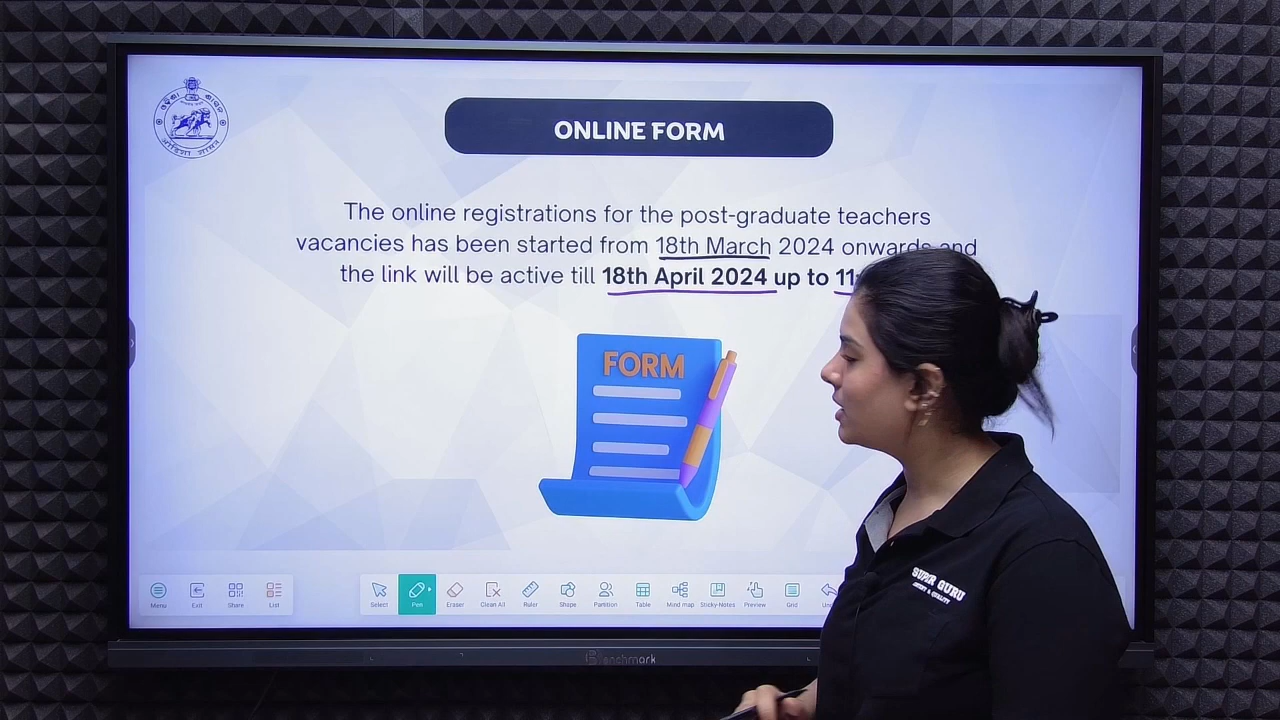 ONLINE FORM
The online registrations for the post-graduate teachers
vacancies has been started from 18th March 2024 onwards and
the link will be active till 18th April 2024 up to 11
FORM
Menu
Exit
Share
List
Select
Pen
Eraser
Clean All
Ruler
Shape
Partition
Table
Mind map
Sticky-Notes
Preview
Grid
Benchmark
SUPER GURU